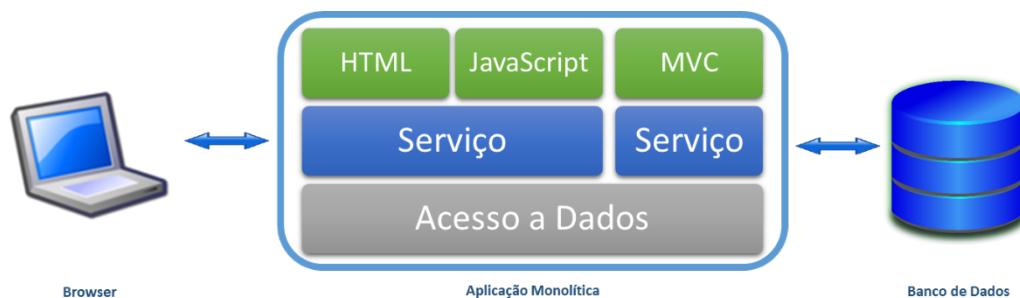 HTML JavaScript MVC
Serviço Serviço
Acesso a Dados
Browser Aplicação Monolítica Banco de Dados